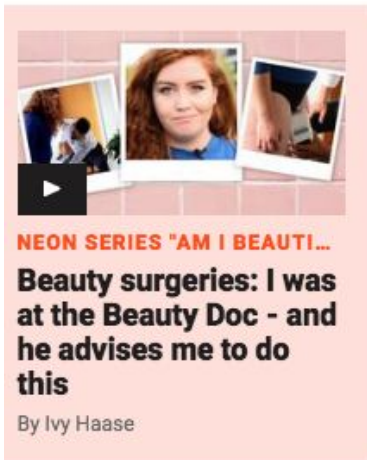 NEON SERIES "AM I BEAUTI...
Beauty surgeries: I was
at the Beauty Doc - and
he advises me to do
this
By Ivy Haase